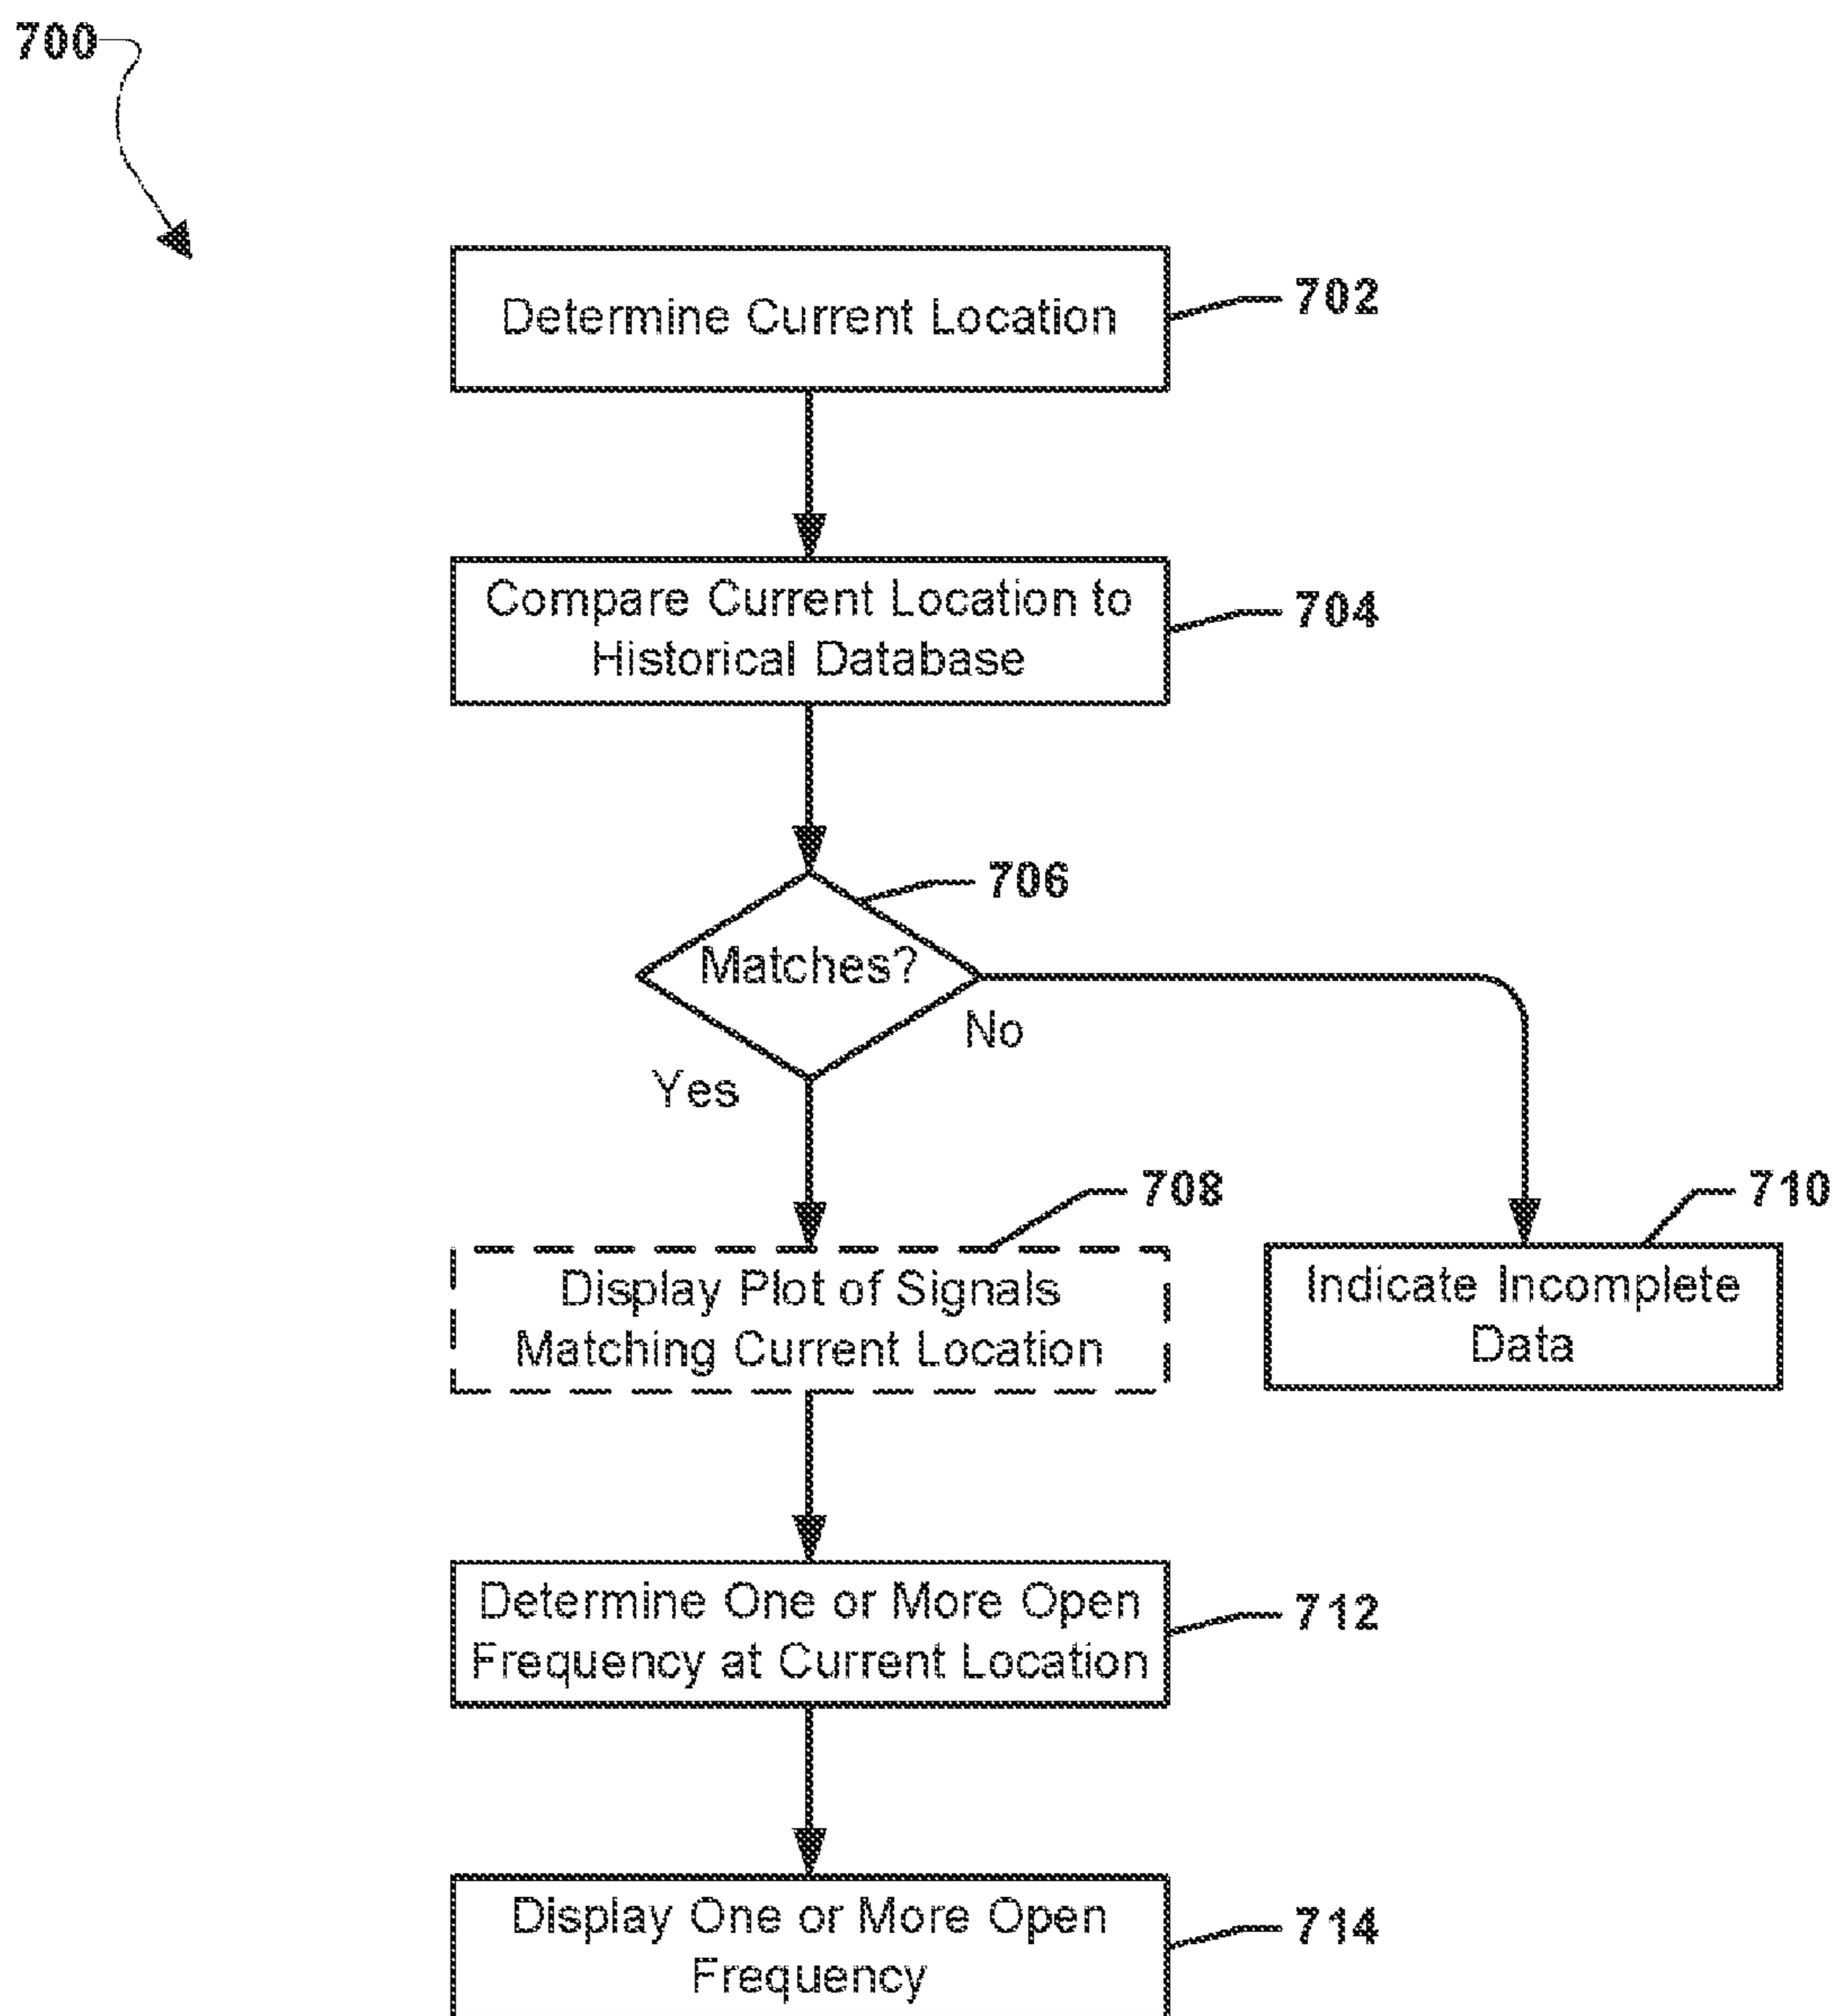 700
Determine Current Location
702
Compare Current Location to
Historical Database
704
706
Matches?
No
Yes
708
710
Display Plot of Signals
Matching Current Location
Indicate Incomplete
Data
Determine One or More Open
Frequency at Current Location
712
Display One or More Open
Frequency
714